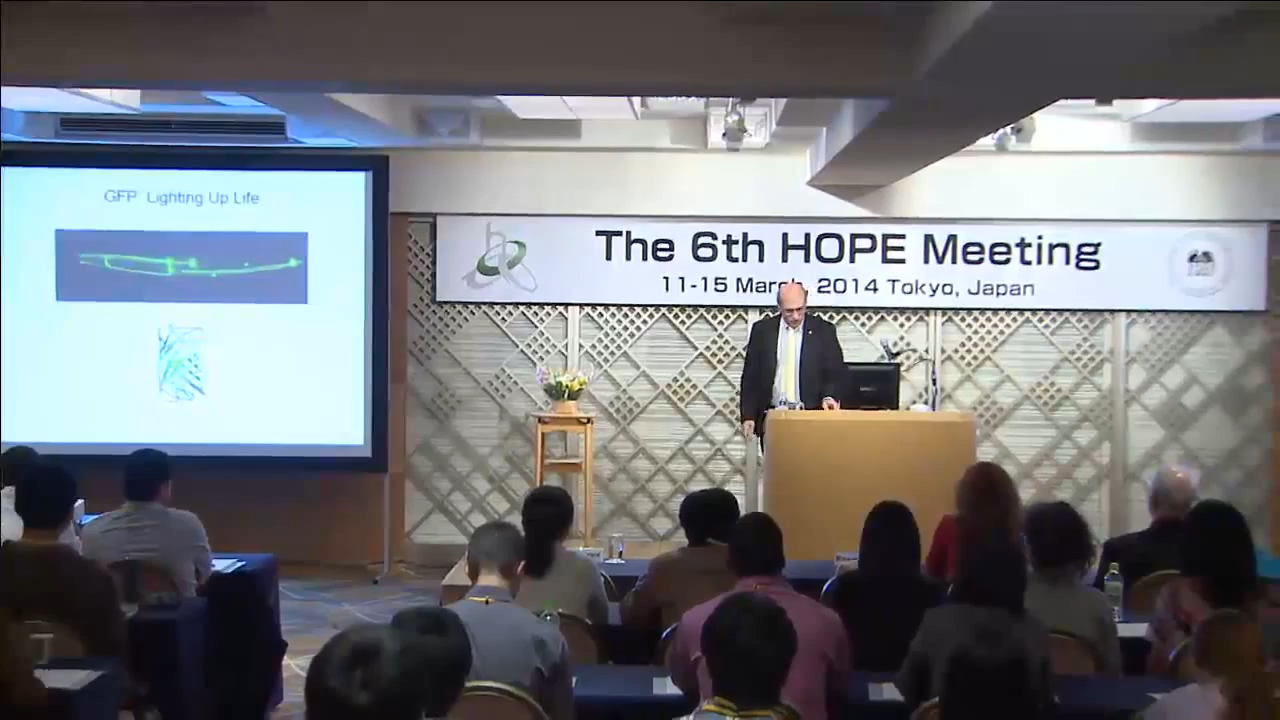 GFP Lighting Up Life
The 6th HOPE Meeting
11-15 March, 2014 Tokyo, Japan